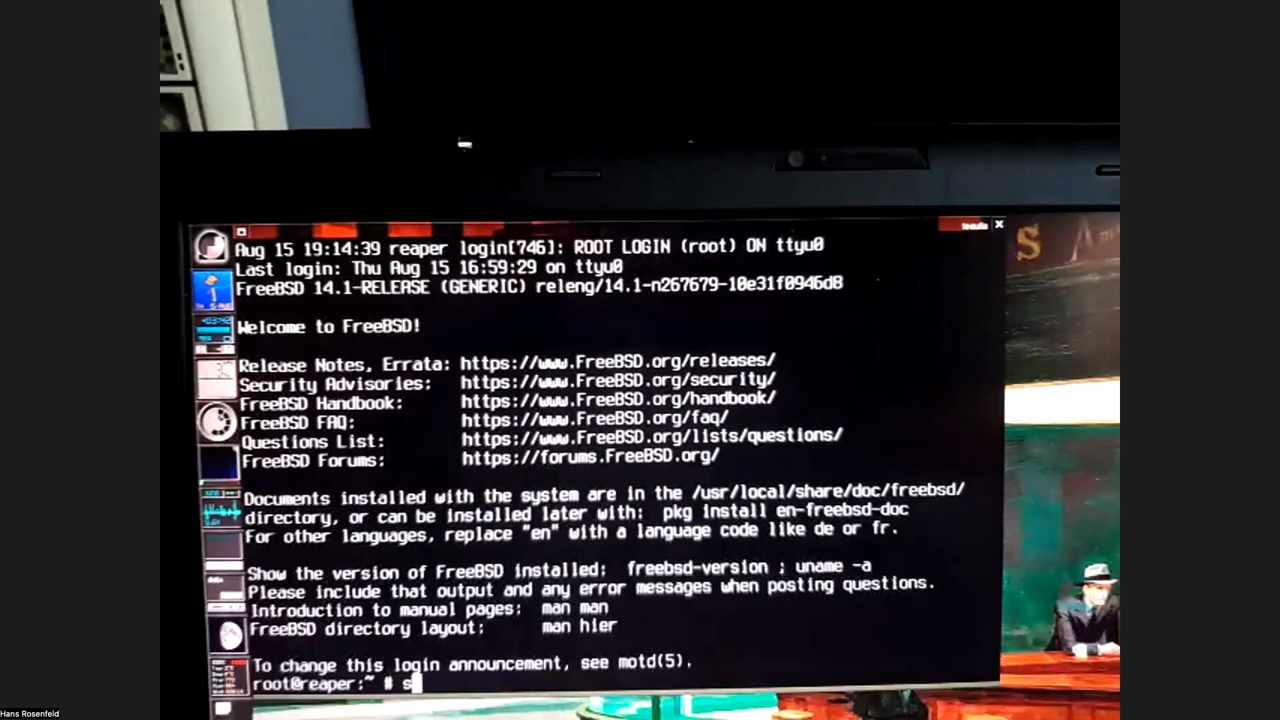 Aug 15 19:14:39 reaper login[746]: ROOT LOGIN (root) ON ttyu0
Last login: Thu Aug 15 16:59:29 on ttyu0
FreeBSD 14.1-RELEASE (GENERIC) releng/14.1-n267679-10e31f0946d8
Welcome to FreeBSD!
Release Notes, Errata: https://www.FreeBSD.org/releases/
Security Advisories: https://www.FreeBSD.org/security/
FreeBSD Handbook: https://www.FreeBSD.org/handbook/
FreeBSD FAQ: https://www.FreeBSD.org/faq/
Questions List: https://www.FreeBSD.org/lists/questions/
FreeBSD Forums: https://forums.FreeBSD.org/
Documents installed with the system are in the /usr/local/share/doc/freebsd/
directory, or can be installed later with: pkg install en-freebsd-doc
For other languages, replace "en" with a language code like de or fr.
Show the version of FreeBSD installed: freebsd-version ; uname -a
Please include that output and any error messages when posting questions.
Introduction to manual pages: man man
FreeBSD directory layout: man hier
To change this login announcement, see motd(5).
root@reaper:~ # s
Hans Rosenfeld